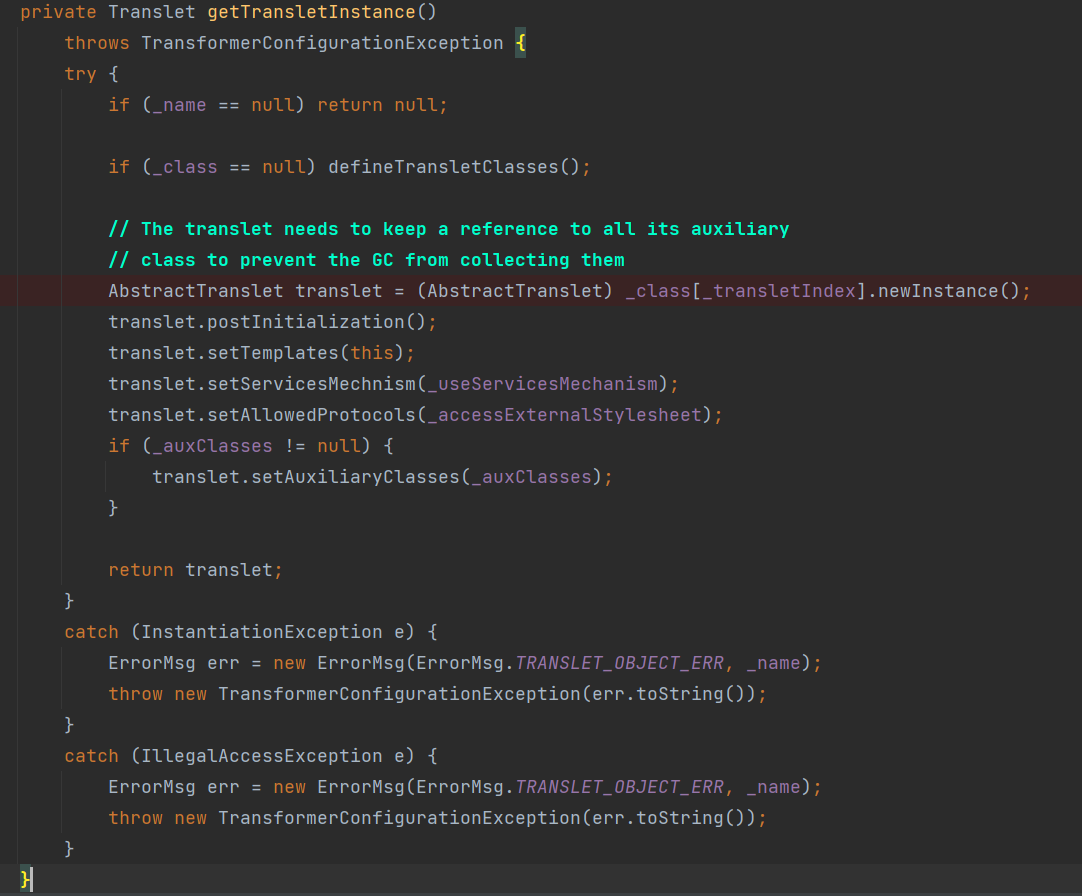 private Translet getTransletInstance()
    throws TransformerConfigurationException {
    try {
        if (_name == null) return null;

        if (_class == null) defineTransletClasses();

        // The translet needs to keep a reference to all its auxiliary
        // class to prevent the GC from collecting them
        AbstractTranslet translet = (AbstractTranslet) _class[_transletIndex].newInstance();
        translet.postInitialization();
        translet.setTemplates(this);
        translet.setServicesMechnism(_useServicesMechanism);
        translet.setAllowedProtocols(_accessExternalStylesheet);
        if (_auxClasses != null) {
            translet.setAuxiliaryClasses(_auxClasses);
        }

        return translet;
    }
    catch (InstantiationException e) {
        ErrorMsg err = new ErrorMsg(ErrorMsg.TRANSLET_OBJECT_ERR, _name);
        throw new TransformerConfigurationException(err.toString());
    }
    catch (IllegalAccessException e) {
        ErrorMsg err = new ErrorMsg(ErrorMsg.TRANSLET_OBJECT_ERR, _name);
        throw new TransformerConfigurationException(err.toString());
    }
}